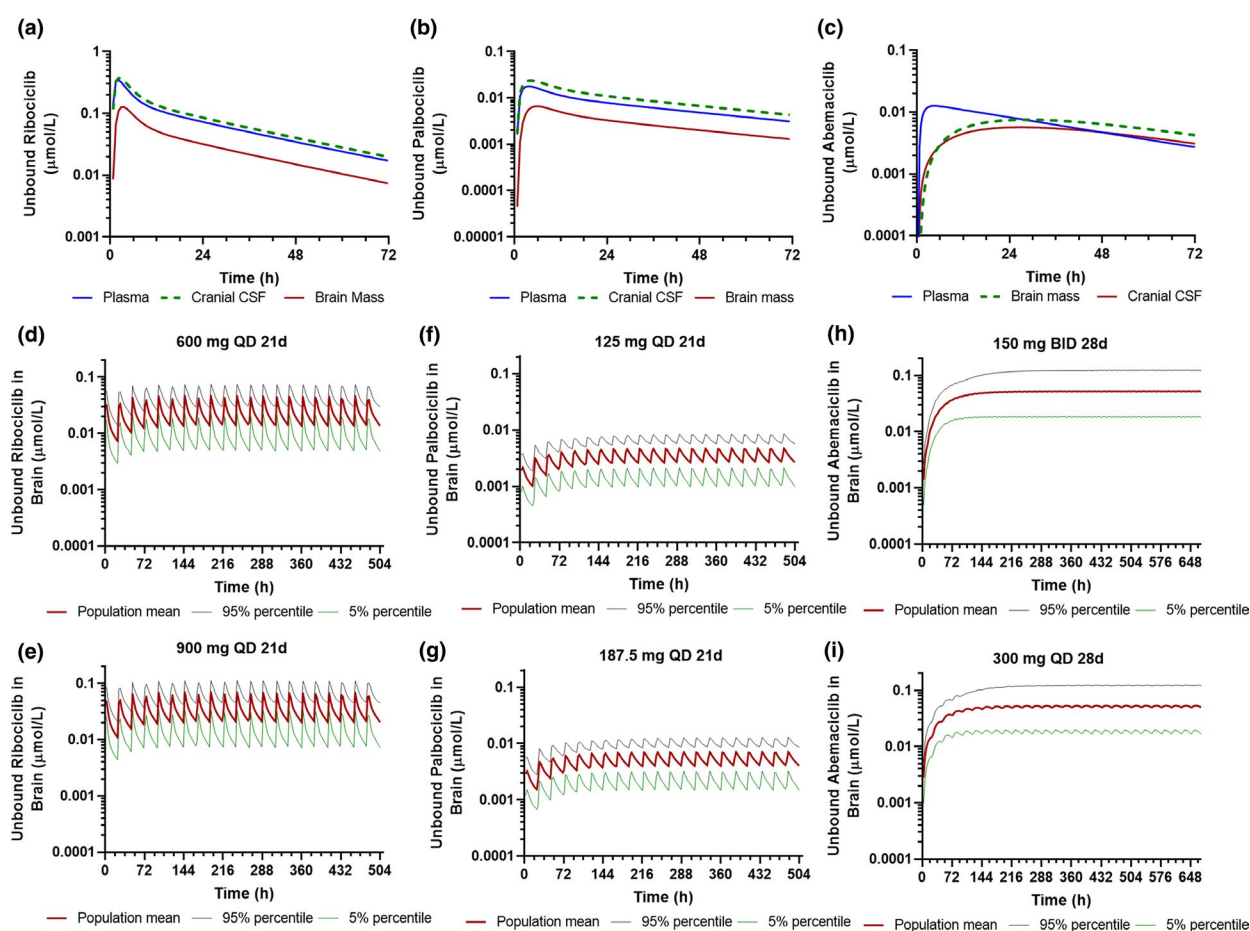 (a)
Unbound Ribociclib
(μmol/L)
1
0.1
0.01
0.001
0 24 48 72
Time (h)
Plasma Cranial CSF Brain Mass
(b)
Unbound Palbociclib
(μmol/L)
0.1
0.01
0.001
0.0001
0.00001
0 24 48 72
Time (h)
Plasma Cranial CSF Brain mass
(c)
Unbound Abemaciclib
(μmol/L)
0.1
0.01
0.001
0.0001
0 24 48 72
Time (h)
Plasma Brain mass Cranial CSF
(d)
600 mg QD 21d
Unbound Ribociclib in
Brain (μmol/L)
0.1
0.01
0.001
0.0001
0 72 144 216 288 360 432 504
Time (h)
Population mean 95% percentile 5% percentile
(f)
125 mg QD 21d
Unbound Palbociclib in
Brain (μmol/L)
0.1
0.01
0.001
0.0001
0 72 144 216 288 360 432 504
Time (h)
Population mean 95% percentile 5% percentile
(h)
150 mg BID 28d
Unbound Abemaciclib in
Brain (μmol/L)
0.1
0.01
0.001
0.0001
0 72 144 216 288 360 432 504 576 648
Time (h)
Population mean 95% percentile 5% percentile
(e)
900 mg QD 21d
Unbound Ribociclib in
Brain (μmol/L)
0.1
0.01
0.001
0.0001
0 72 144 216 288 360 432 504
Time (h)
Population mean 95% percentile 5% percentile
(g)
187.5 mg QD 21d
Unbound Palbociclib in
Brain (μmol/L)
0.1
0.01
0.001
0.0001
0 72 144 216 288 360 432 504
Time (h)
Population mean 95% percentile 5% percentile
(i)
300 mg QD 28d
Unbound Abemaciclib in
Brain (μmol/L)
0.1
0.01
0.001
0.0001
0 72 144 216 288 360 432 504 576 648
Time (h)
Population mean 95% percentile 5% percentile